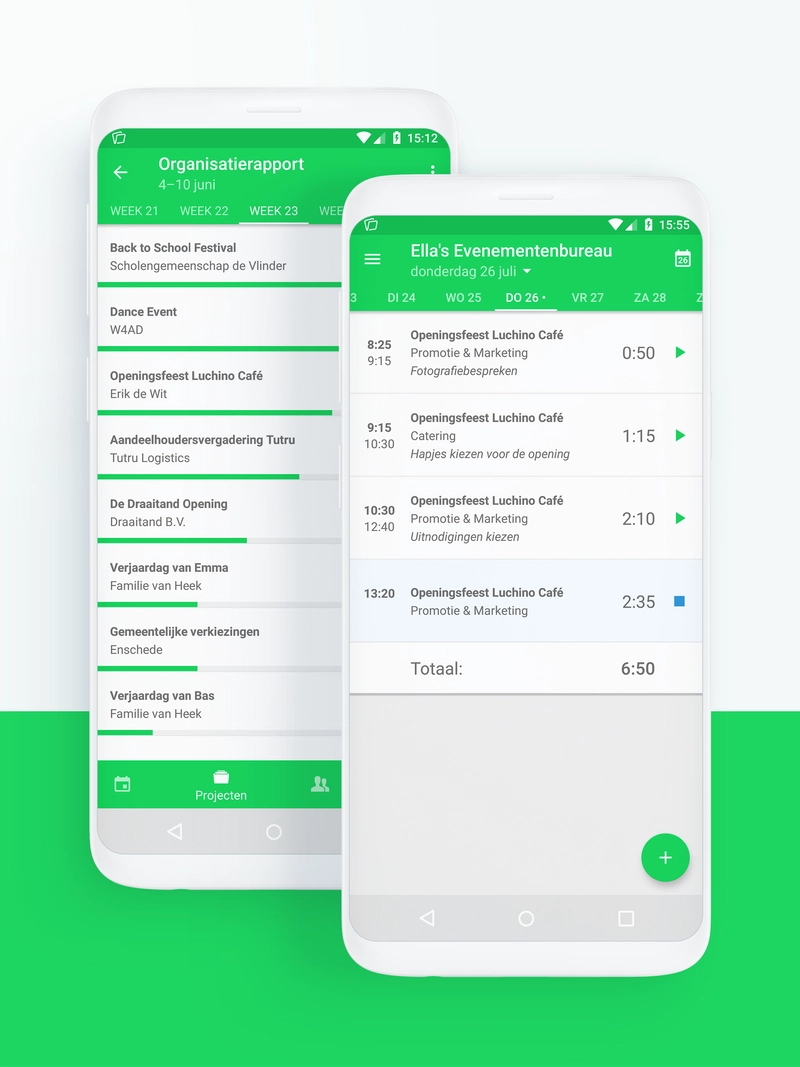 15:12
Organisatierapport
4–10 juni
WEEK 21 WEEK 22 WEEK 23 WEE
Back to School Festival
Scholengemeenschap de Vlinder
Dance Event
W4AD
Openingsfeest Luchino Café
Erik de Wit
Aandeelhoudersvergadering Tutru
Tutru Logistics
De Draaitand Opening
Draaitand B.V.
Verjaardag van Emma
Familie van Heek
Gemeentelijke verkiezingen
Enschede
Verjaardag van Bas
Familie van Heek
Projecten
15:55
Ella's Evenementenbureau
donderdag 26 juli
26
3 DI 24 WO 25 DO 26 • VR 27 ZA 28 Z
Openingsfeest Luchino Café
8:25
Promotie & Marketing
0:50
9:15
Fotografiebespreken
Openingsfeest Luchino Café
9:15
Catering
1:15
10:30
Hapjes kiezen voor de opening
Openingsfeest Luchino Café
10:30
Promotie & Marketing
2:10
12:40
Uitnodigingen kiezen
13:20
Openingsfeest Luchino Café
2:35
Promotie & Marketing
Totaal: 6:50